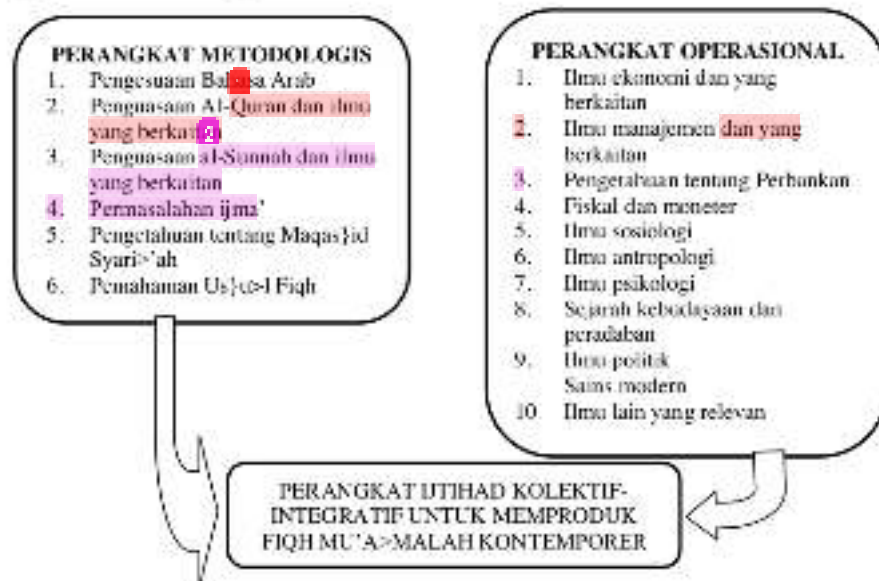 PERANGKAT METODOLOGIS
1. Pengesuaan Bahasa Arab
2. Penguasaan Al-Quran dan ilmu
yang berkaitan
3. Penguasaan al-Sunnah dan ilmu
yang berkaitan
4. Permasalahan ijma'
5. Pengetahuan tentang Maqas}id
Syari>'ah
6. Pemahaman Us}u>l Fiqh
PERANGKAT OPERASIONAL
1. Ilmu ekonomi dan yang
berkaitan
2. Ilmu manajemen dan yang
berkaitan
3. Pengetahuan tentang Perbankan
4. Fiskal dan moneter
5. Ilmu sosiologi
6. Ilmu antropologi
7. Ilmu psikologi
8. Sejarah kebudayaan dan
peradaban
9. Ilmu politik
Sains modern
10. Ilmu lain yang relevan
PERANGKAT IJTIHAD KOLEKTIF-
INTEGRATIF UNTUK MEMPRODUK
FIQH MU'A>MALAH KONTEMPORER